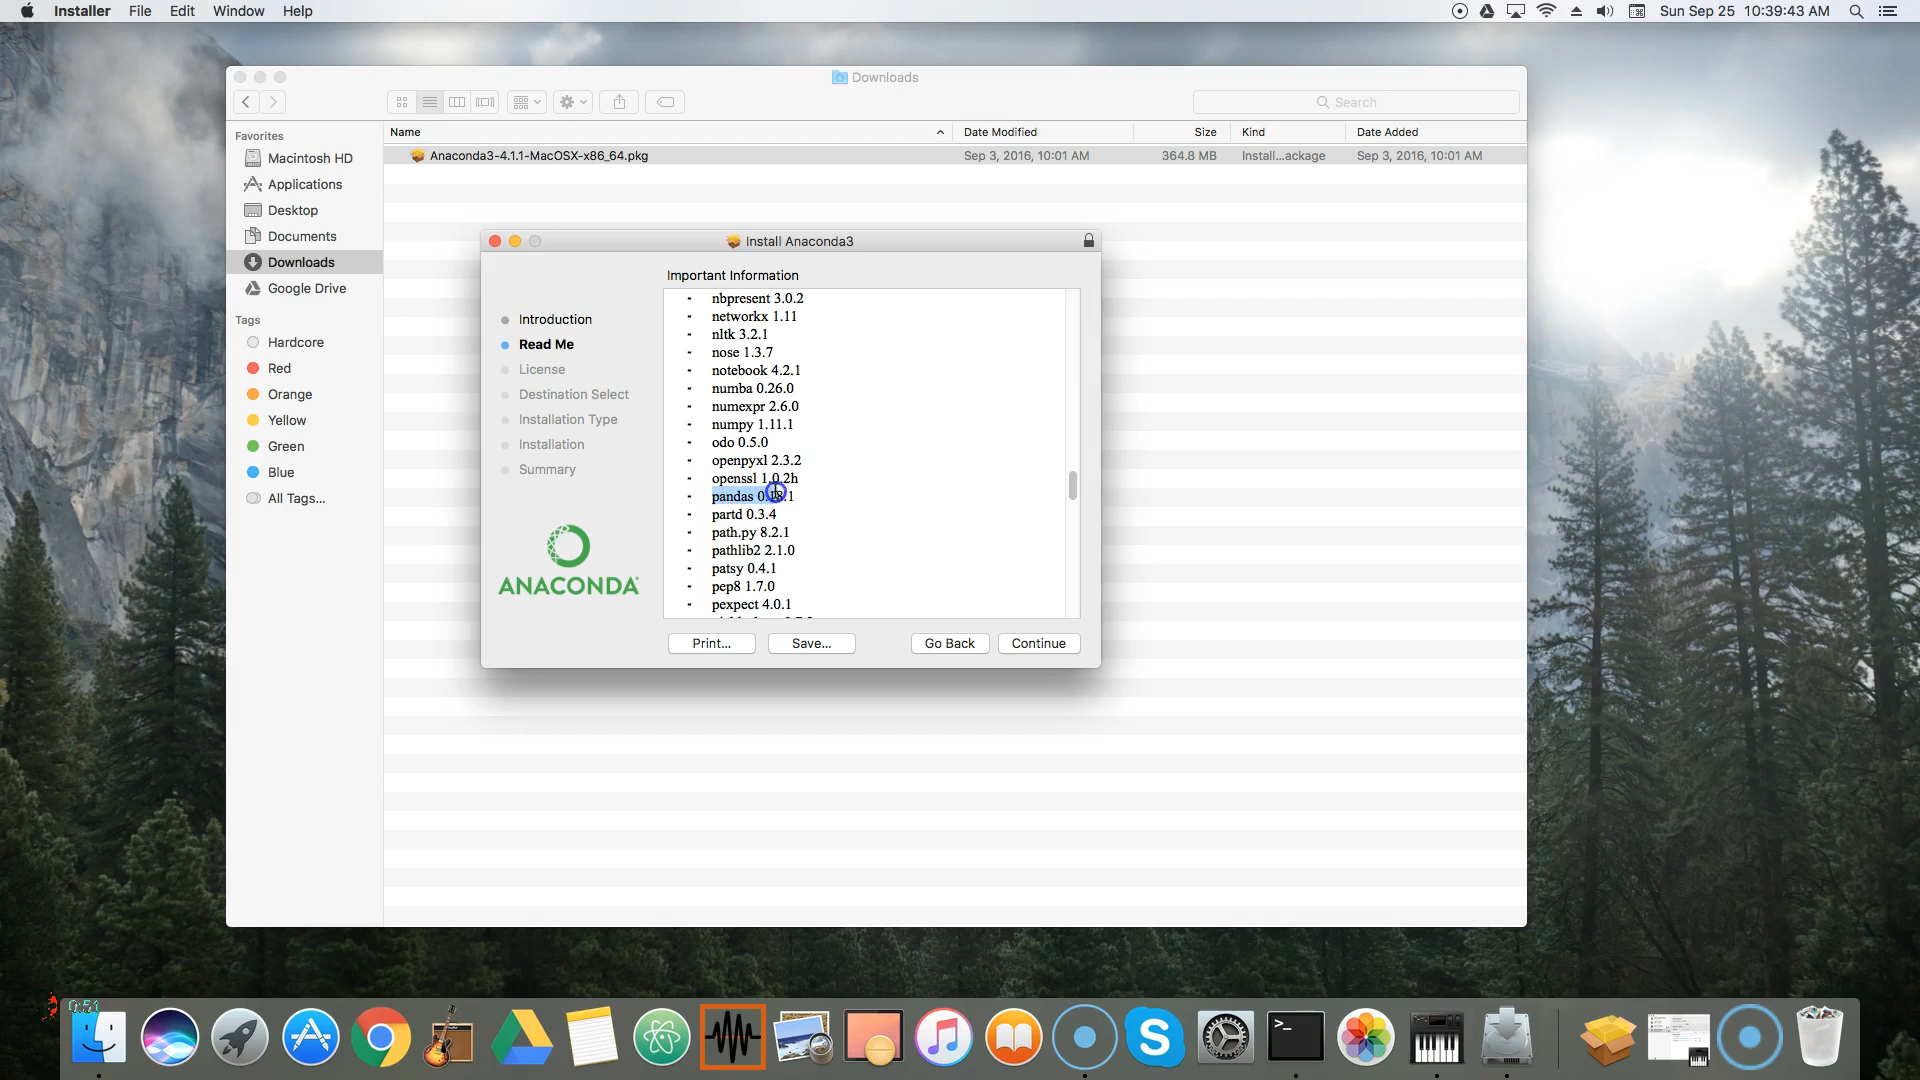 Installer File Edit Window Help
Sun Sep 25 10:39:43 AM
Downloads
Search
Favorites
Macintosh HD
Applications
Desktop
Documents
Downloads
Google Drive
Tags
Hardcore
Red
Orange
Yellow
Green
Blue
All Tags...
Name Date Modified Size Kind Date Added
Anaconda3-4.1.1-MacOSX-x86_64.pkg Sep 3, 2016, 10:01 AM 364.8 MB Install...ackage Sep 3, 2016, 10:01 AM
Install Anaconda3
Important Information
Introduction
Read Me
License
Destination Select
Installation Type
Installation
Summary
ANACONDA
- nbpresent 3.0.2
- networkx 1.11
- nltk 3.2.1
- nose 1.3.7
- notebook 4.2.1
- numba 0.26.0
- numexpr 2.6.0
- numpy 1.11.1
- odo 0.5.0
- openpyxl 2.3.2
- openssl 1.0.2h
- pandas 0.18.1
- partd 0.3.4
- path.py 8.2.1
- pathlib2 2.1.0
- patsy 0.4.1
- pep8 1.7.0
- pexpect 4.0.1
Print... Save... Go Back Continue
0:51